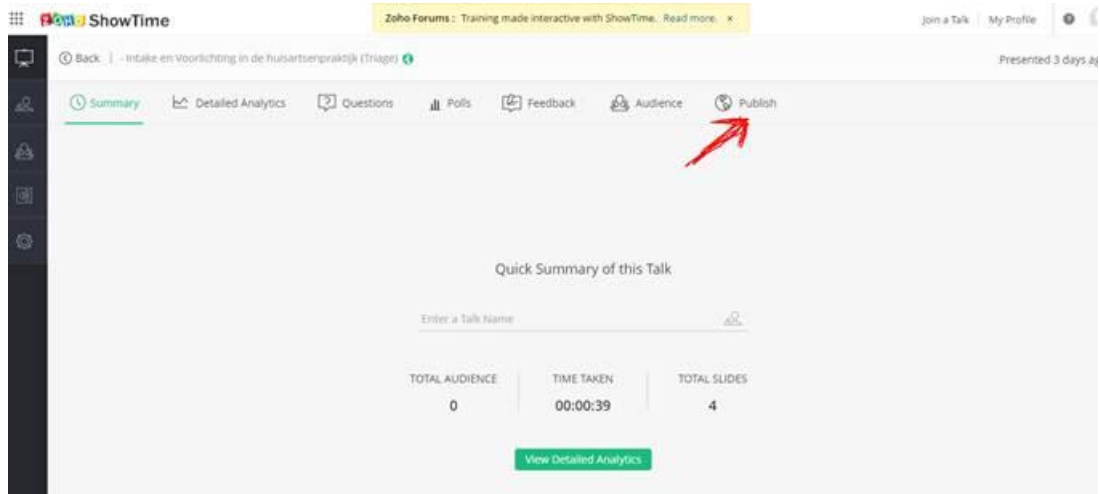 ZOHO ShowTime
Zoho Forums : Training made interactive with ShowTime. Read more. ×
Join a Talk | My Profile
Back | - Intake en Voorlichting in de huisartsenpraktijk (Triage)
Presented 3 days ag
Summary Detailed Analytics Questions Polls Feedback Audience Publish
Quick Summary of this Talk
Enter a Talk Name
TOTAL AUDIENCE TIME TAKEN TOTAL SLIDES
0 00:00:39 4
View Detailed Analytics